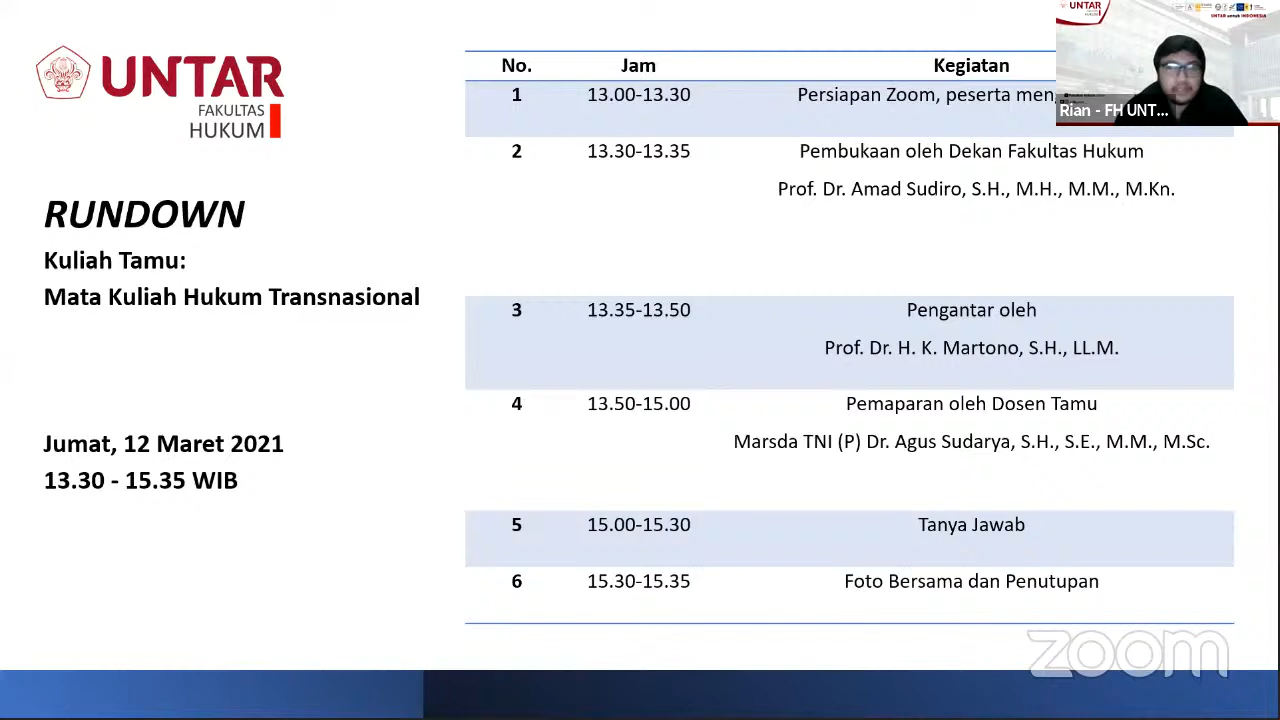 UNTAR
FAKULTAS
HUKUM
RUNDOWN
Kuliah Tamu:
Mata Kuliah Hukum Transnasional
Jumat, 12 Maret 2021
13.30 - 15.35 WIB
No. Jam Kegiatan
1 13.00-13.30 Persiapan Zoom, peserta
2 13.30-13.35 Pembukaan oleh Dekan Fakultas Hukum
Prof. Dr. Amad Sudiro, S.H., M.H., M.M., M.Kn.
3 13.35-13.50 Pengantar oleh
Prof. Dr. H. K. Martono, S.H., LL.M.
4 13.50-15.00 Pemaparan oleh Dosen Tamu
Marsda TNI (P) Dr. Agus Sudarya, S.H., S.E., M.M., M.Sc.
5 15.00-15.30 Tanya Jawab
6 15.30-15.35 Foto Bersama dan Penutupan
UNTAR
UNTAR untuk INDONESIA
Rian - FH UNT...
zoom